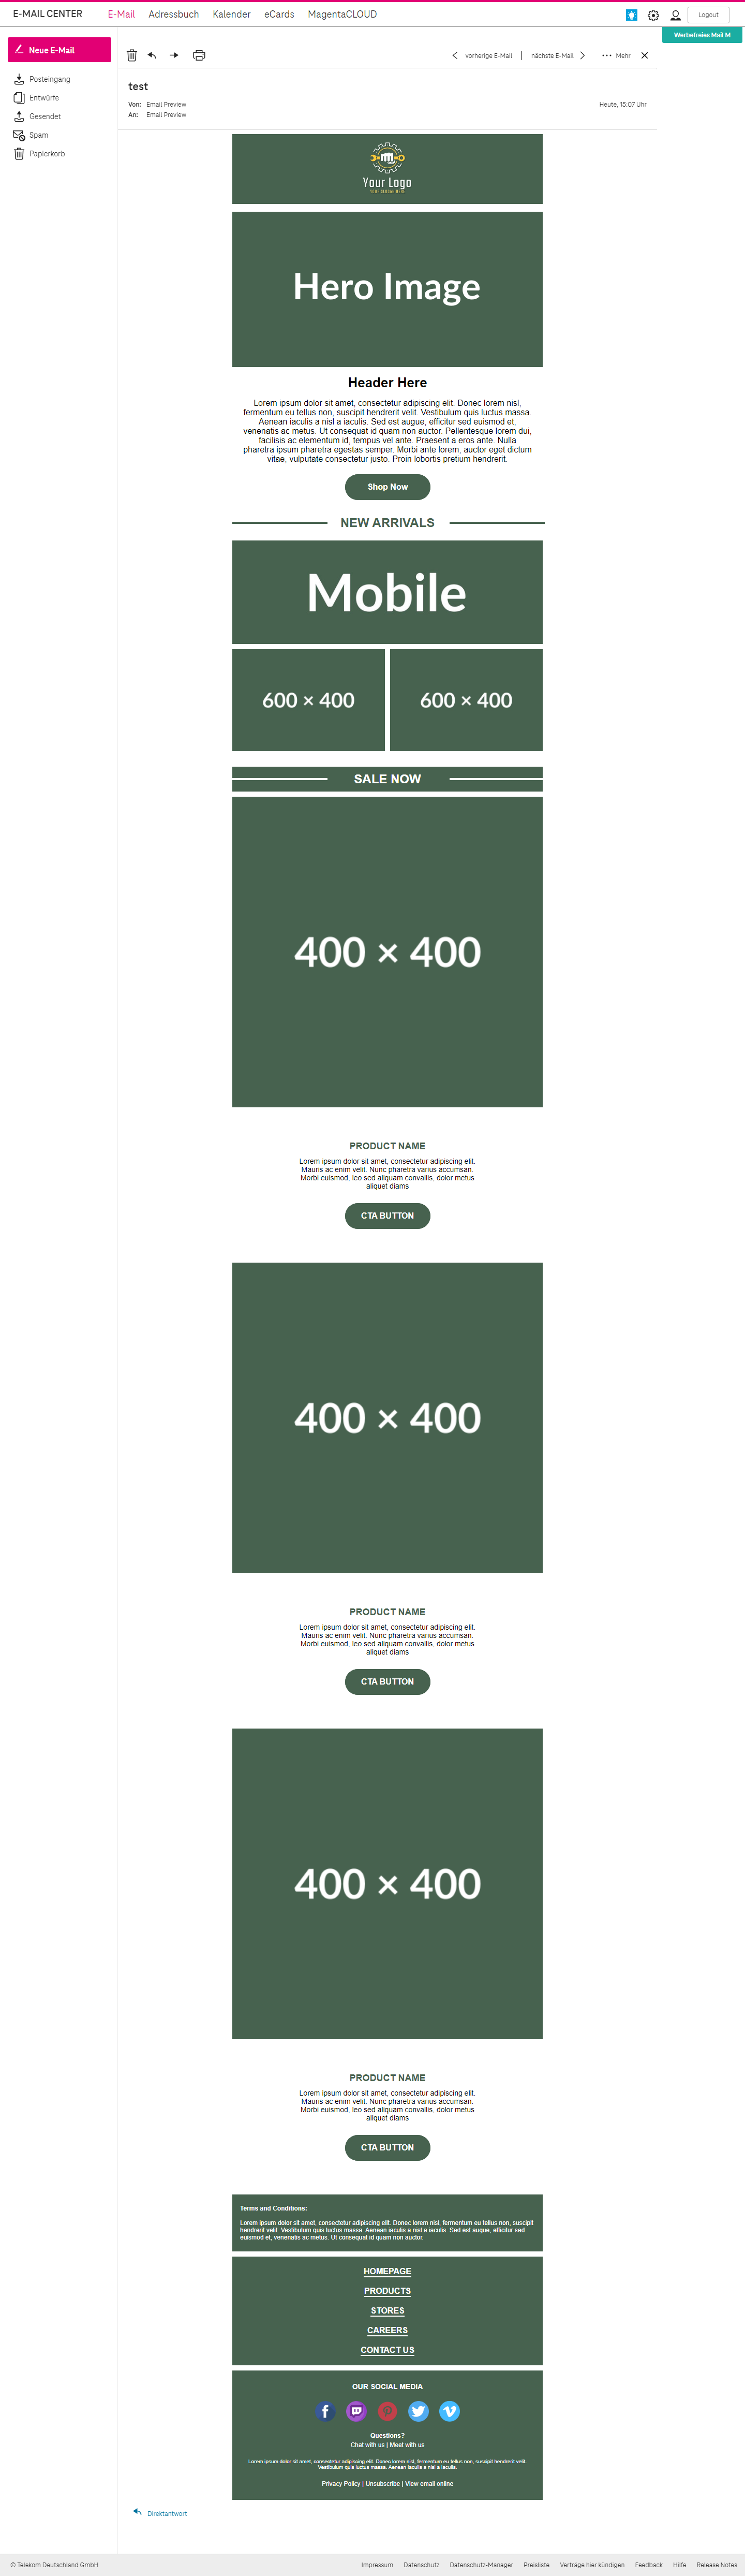 E-MAIL CENTER
E-Mail Adressbuch Kalender eCards MagentaCLOUD
Logout
Werbefreies Mail M
Neue E-Mail
Posteingang
Entwürfe
Gesendet
Spam
Papierkorb
vorherige E-Mail | nächste E-Mail
Mehr
test
Von: Email Preview
Heute, 15:07 Uhr
An: Email Preview
Your Logo
TEXT SLOGAN HERE
Hero Image
Header Here
Lorem ipsum dolor sit amet, consectetur adipiscing elit. Donec lorem nisl,
fermentum eu tellus non, suscipit hendrerit velit. Vestibulum quis luctus massa.
Aenean iaculis a nisl a iaculis. Sed est augue, efficitur sed euismod et,
venenatis ac metus. Ut consequat id quam non auctor. Pellentesque lorem dui,
facilisis ac elementum id, tempus vel ante. Praesent a eros ante. Nulla
pharetra ipsum pharetra egestas semper. Morbi ante lorem, auctor eget dictum
vitae, vulputate consectetur justo. Proin lobortis pretium hendrerit.
Shop Now
NEW ARRIVALS
Mobile
600 × 400
600 × 400
SALE NOW
400 × 400
PRODUCT NAME
Lorem ipsum dolor sit amet, consectetur adipiscing elit.
Mauris ac enim velit. Nunc pharetra varius accumsan.
Morbi euismod, leo sed aliquam convallis, dolor metus
aliquet diams
CTA BUTTON
400 × 400
PRODUCT NAME
Lorem ipsum dolor sit amet, consectetur adipiscing elit.
Mauris ac enim velit. Nunc pharetra varius accumsan.
Morbi euismod, leo sed aliquam convallis, dolor metus
aliquet diams
CTA BUTTON
400 × 400
PRODUCT NAME
Lorem ipsum dolor sit amet, consectetur adipiscing elit.
Mauris ac enim velit. Nunc pharetra varius accumsan.
Morbi euismod, leo sed aliquam convallis, dolor metus
aliquet diams
CTA BUTTON
Terms and Conditions:
Lorem ipsum dolor sit amet, consectetur adipiscing elit. Donec lorem nisl, fermentum eu tellus non, suscipit
hendrerit velit. Vestibulum quis luctus massa. Aenean iaculis a nisl a iaculis. Sed est augue, efficitur sed
euismod et, venenatis ac metus. Ut consequat id quam non auctor.
HOMEPAGE
PRODUCTS
STORES
CAREERS
CONTACT US
OUR SOCIAL MEDIA
Questions?
Chat with us | Meet with us
Lorem ipsum dolor sit amet, consectetur adipiscing elit. Donec lorem nisl, fermentum eu tellus non, suscipit hendrerit velit.
Vestibulum quis luctus massa. Aenean iaculis a nisl a iaculis.
Privacy Policy | Unsubscribe | View email online
Direktantwort
© Telekom Deutschland GmbH
Impressum Datenschutz Datenschutz-Manager Preisliste Verträge hier kündigen Feedback Hilfe Release Notes